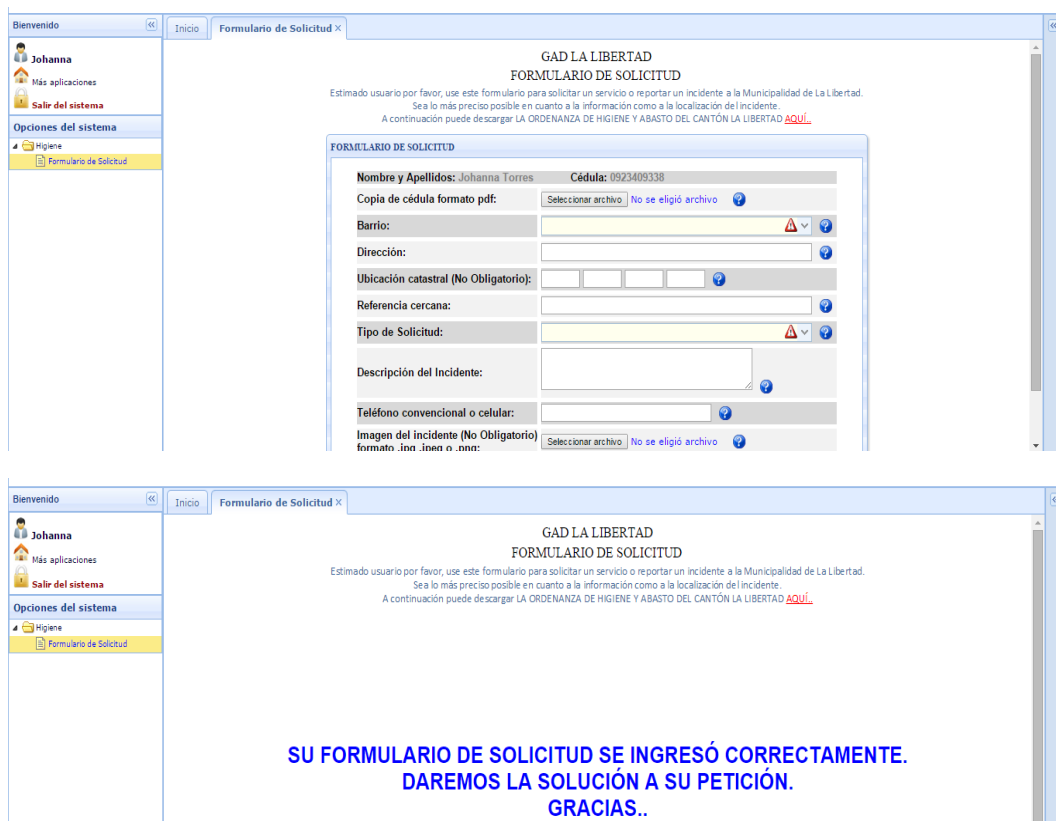 Bienvenido
Inicio
Formulario de Solicitud
Johanna
Más aplicaciones
Salir del sistema
Opciones del sistema
Higiene
Formulario de Solicitud
GAD LA LIBERTAD
FORMULARIO DE SOLICITUD
Estimado usuario por favor, use este formulario para solicitar un servicio o reportar un incidente a la Municipalidad de La Libertad.
Sea lo más preciso posible en cuanto a la información como a la localización del incidente.
A continuación puede descargar LA ORDENANZA DE HIGIENE Y ABASTO DEL CANTÓN LA LIBERTAD AQUÍ..
FORMULARIO DE SOLICITUD
Nombre y Apellidos: Johanna Torres Cédula: 0923409338
Copia de cédula formato pdf: Seleccionar archivo No se eligió archivo
Barrio:
Dirección:
Ubicación catastral (No Obligatorio):
Referencia cercana:
Tipo de Solicitud:
Descripción del Incidente:
Teléfono convencional o celular:
Imagen del incidente (No Obligatorio)
formato .jpg .jpeg o .png: Seleccionar archivo No se eligió archivo
Bienvenido
Inicio
Formulario de Solicitud
Johanna
Más aplicaciones
Salir del sistema
Opciones del sistema
Higiene
Formulario de Solicitud
GAD LA LIBERTAD
FORMULARIO DE SOLICITUD
Estimado usuario por favor, use este formulario para solicitar un servicio o reportar un incidente a la Municipalidad de La Libertad.
Sea lo más preciso posible en cuanto a la información como a la localización del incidente.
A continuación puede descargar LA ORDENANZA DE HIGIENE Y ABASTO DEL CANTÓN LA LIBERTAD AQUÍ..
SU FORMULARIO DE SOLICITUD SE INGRESÓ CORRECTAMENTE.
DAREMOS LA SOLUCIÓN A SU PETICIÓN.
GRACIAS..